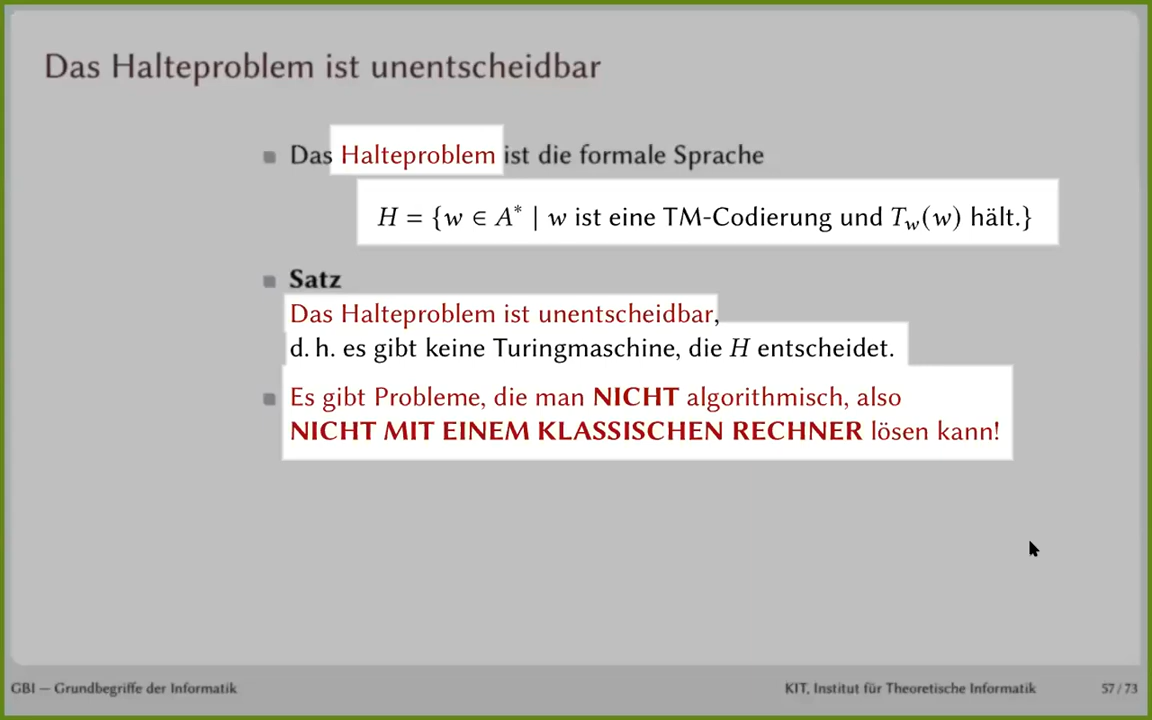 Das Halteproblem ist unentscheidbar
Das Halteproblem ist die formale Sprache
H = {w ∈ A* | w ist eine TM-Codierung und T_w(w) hält.}
Satz
Das Halteproblem ist unentscheidbar,
d. h. es gibt keine Turingmaschine, die H entscheidet.
Es gibt Probleme, die man NICHT algorithmisch, also
NICHT MIT EINEM KLASSISCHEN RECHNER lösen kann!
GBI — Grundbegriffe der Informatik
KIT, Institut für Theoretische Informatik
57 / 73